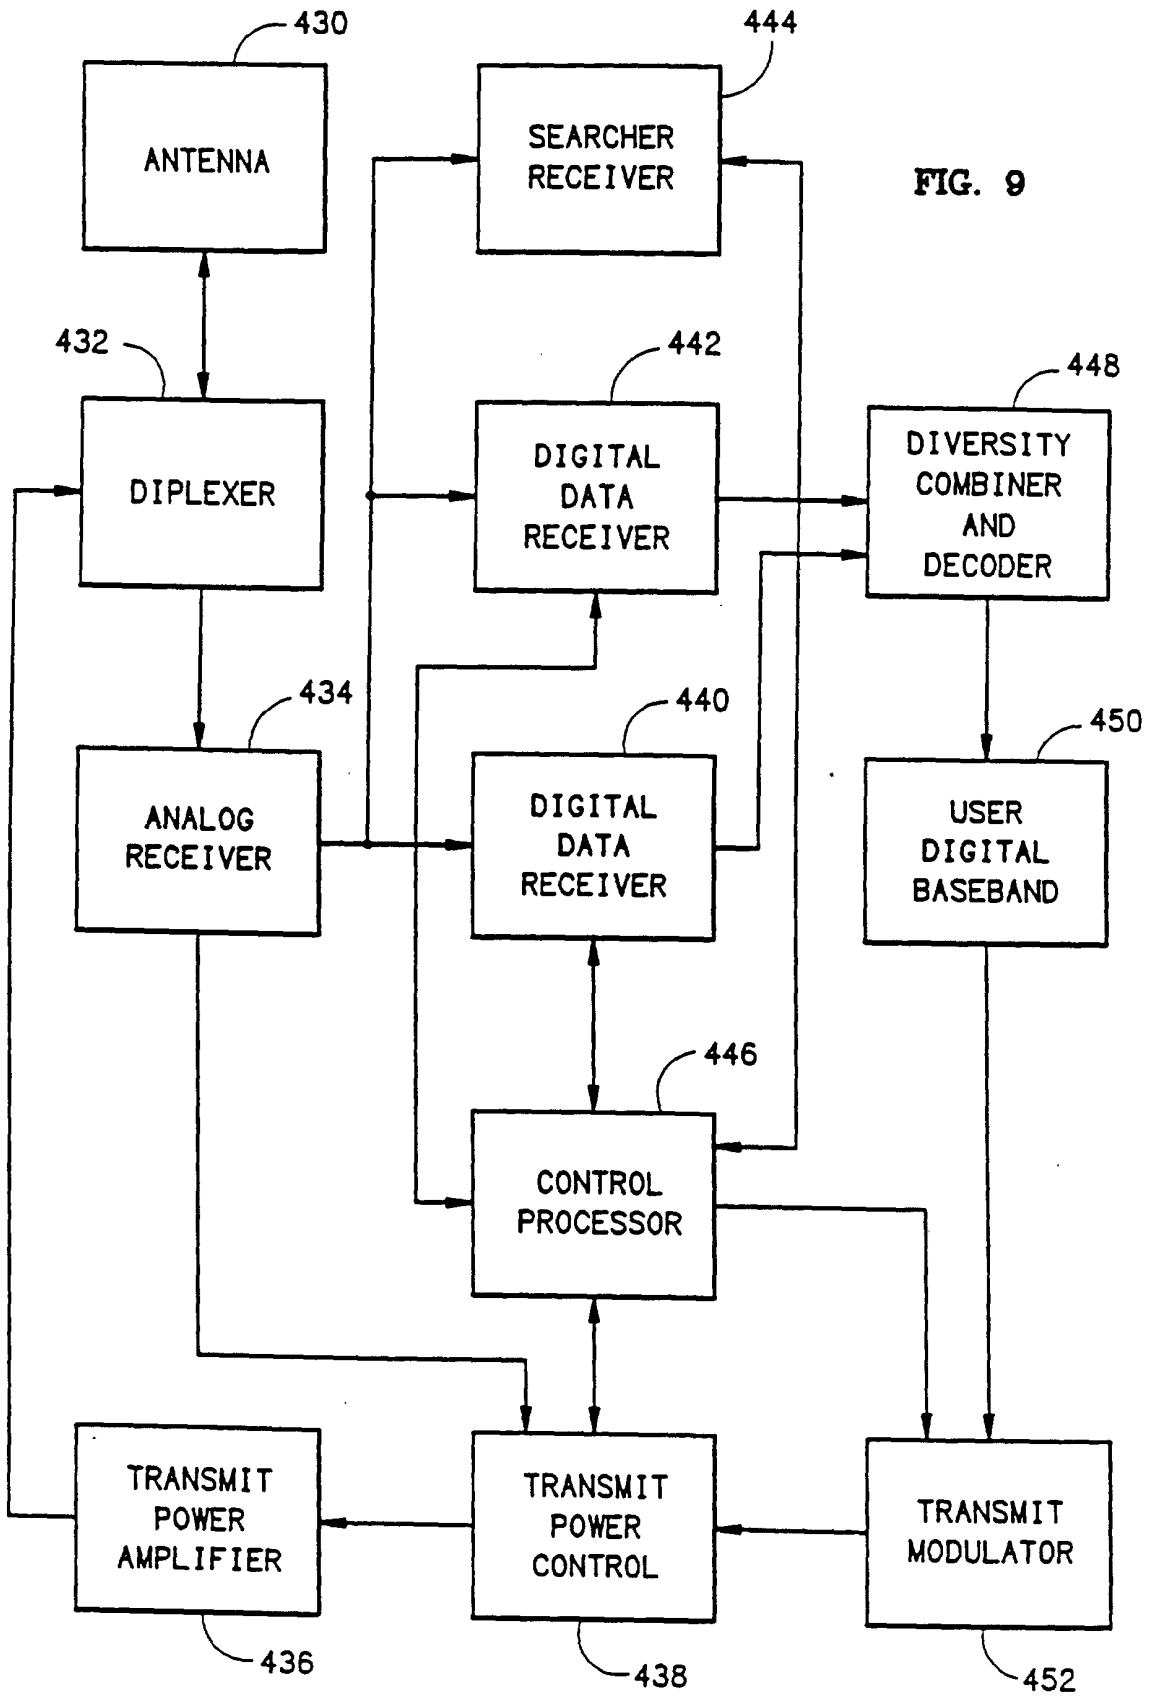 430
444
ANTENNA
SEARCHER
RECEIVER
FIG. 9
432
442
448
DIPLEXER
DIGITAL
DATA
RECEIVER
DIVERSITY
COMBINER
AND
DECODER
434
440
450
ANALOG
RECEIVER
DIGITAL
DATA
RECEIVER
USER
DIGITAL
BASEBAND
446
CONTROL
PROCESSOR
TRANSMIT
POWER
AMPLIFIER
TRANSMIT
POWER
CONTROL
TRANSMIT
MODULATOR
436
438
452